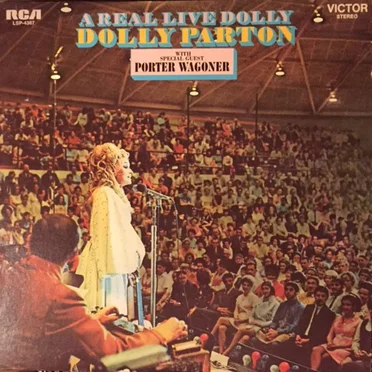 RCA
LSP-4387
A REAL LIVE DOLLY
DOLLY PARTON
WITH
SPECIAL GUEST
PORTER WAGONER
VICTOR
STEREO